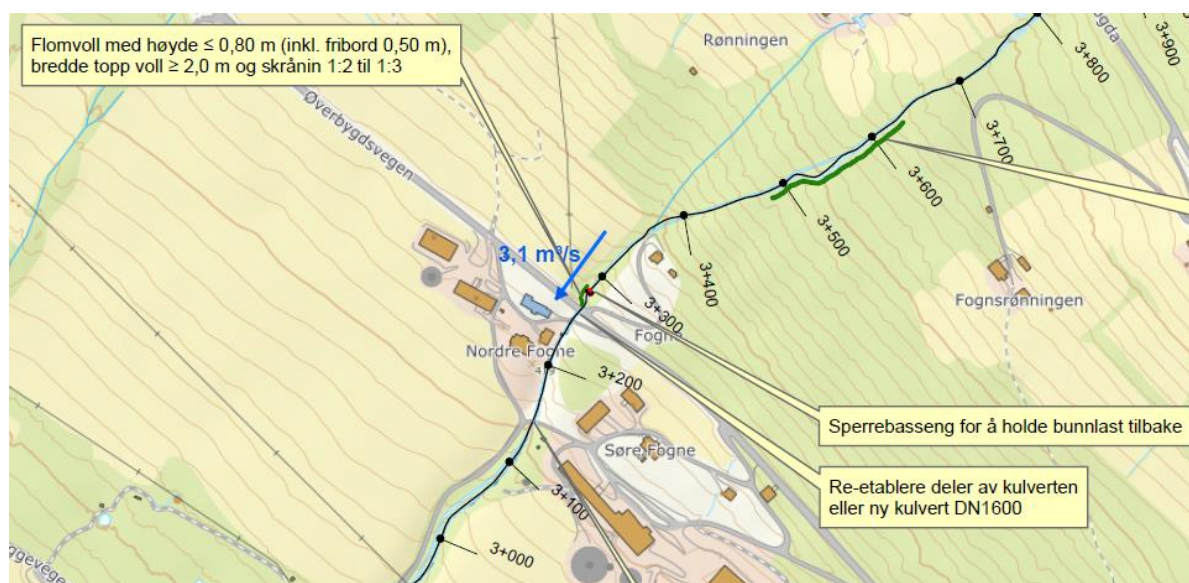 Flomvoll med høyde ≤ 0,80 m (inkl. fribord 0,50 m),
bredde topp voll ≥ 2,0 m og skrånin 1:2 til 1:3
Rønningen
3+900
3+800
Øverbygdsvegen
3+700
3+600
3+500
3,1 m³/s
3+400
3+300
Fognsrønningen
Fogne
Nordre Fogne
3+200
Sperrebasseng for å holde bunnlast tilbake
Søre Fogne
Re-etablere deler av kulverten
eller ny kulvert DN1600
3+100
3+000